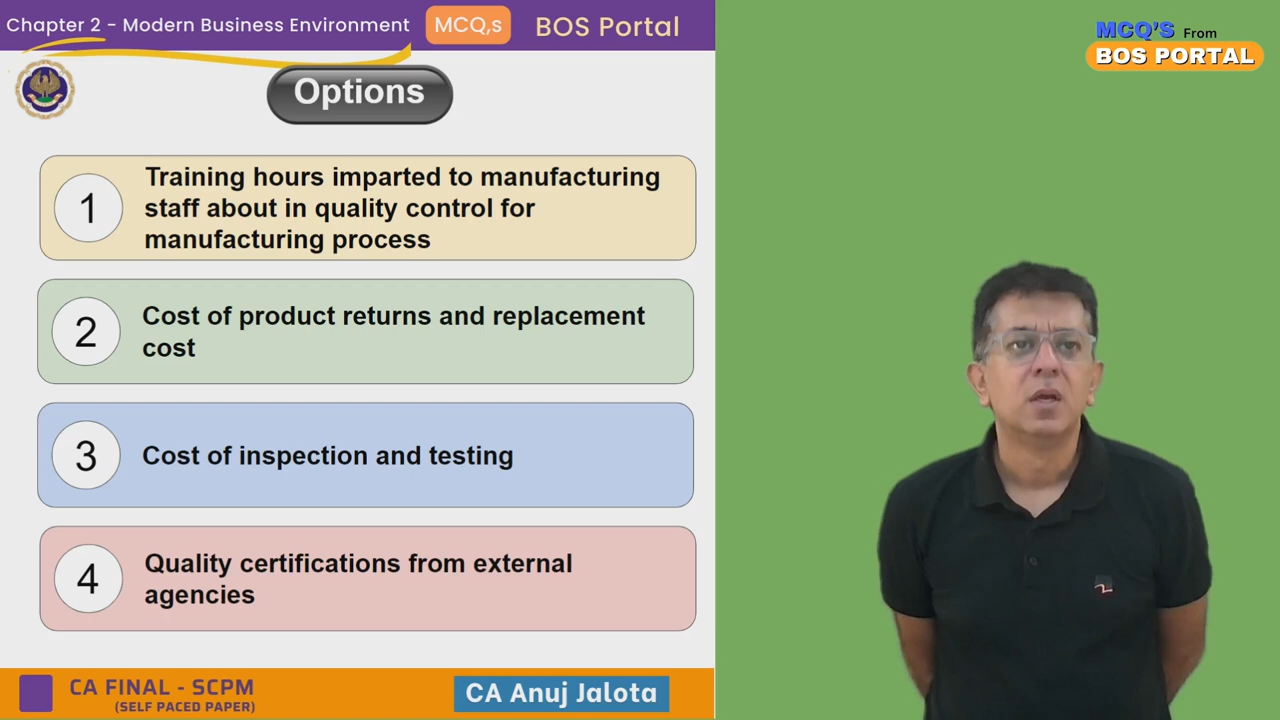 Chapter 2 - Modern Business Environment
MCQ,s
BOS Portal
MCQ'S From
BOS PORTAL
Options
1
Training hours imparted to manufacturing
staff about in quality control for
manufacturing process
2
Cost of product returns and replacement
cost
3
Cost of inspection and testing
4
Quality certifications from external
agencies
CA FINAL - SCPM
(SELF PACED PAPER)
CA Anuj Jalota